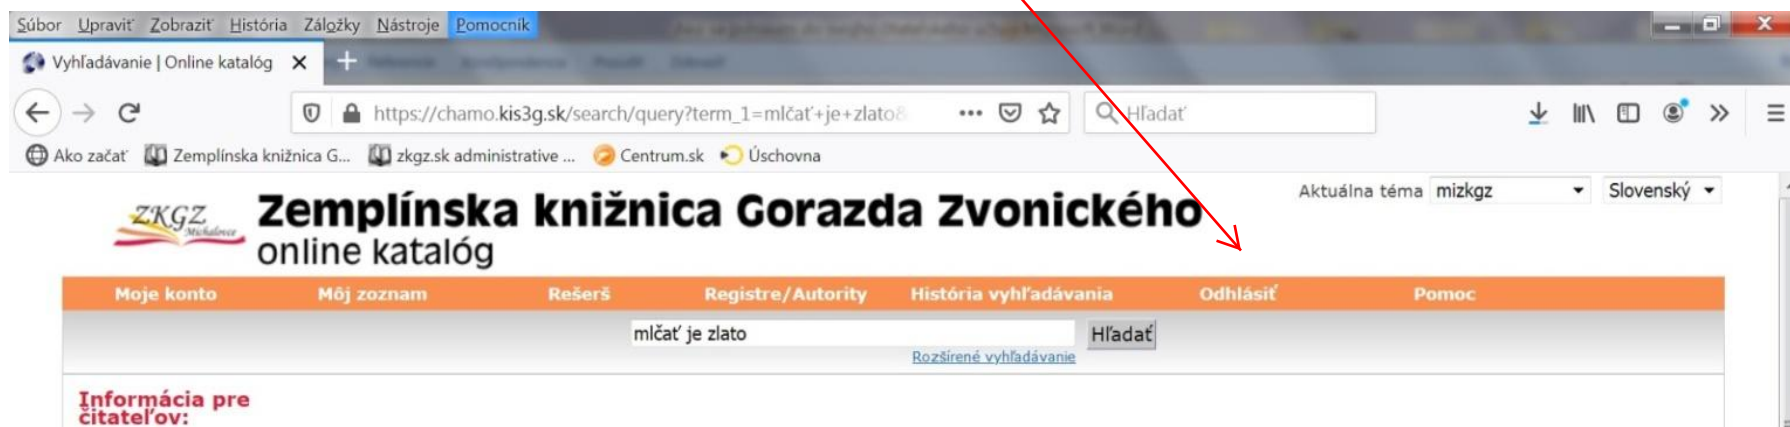 Súbor Upraviť Zobraziť História Záložky Nástroje Pomocník
Vyhľadávanie | Online katalóg
https://chamo.kis3g.sk/search/query?term_1=mlčať+je+zlato& Hľadať
Ako začať Zemplínska knižnica G... zkgz.sk administrative ... Centrum.sk Úschovna
Aktuálna téma mizkgz Slovenský
ZKGZ Michalovce
Zemplínska knižnica Gorazda Zvonického
online katalóg
Moje konto Môj zoznam Rešerš Registre/Autority História vyhľadávania Odhlásiť Pomoc
mlčať je zlato Hľadať
Rozšírené vyhľadávanie
Informácia pre
čitateľov: